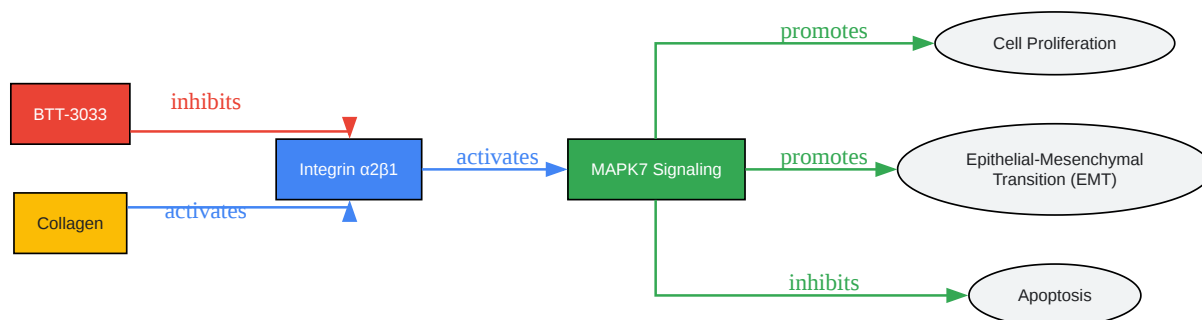 promotes
Cell Proliferation
BTT-3033
inhibits
Integrin α2β1
activates
MAPK7 Signaling
promotes
Epithelial-Mesenchymal
Transition (EMT)
Collagen
activates
inhibits
Apoptosis